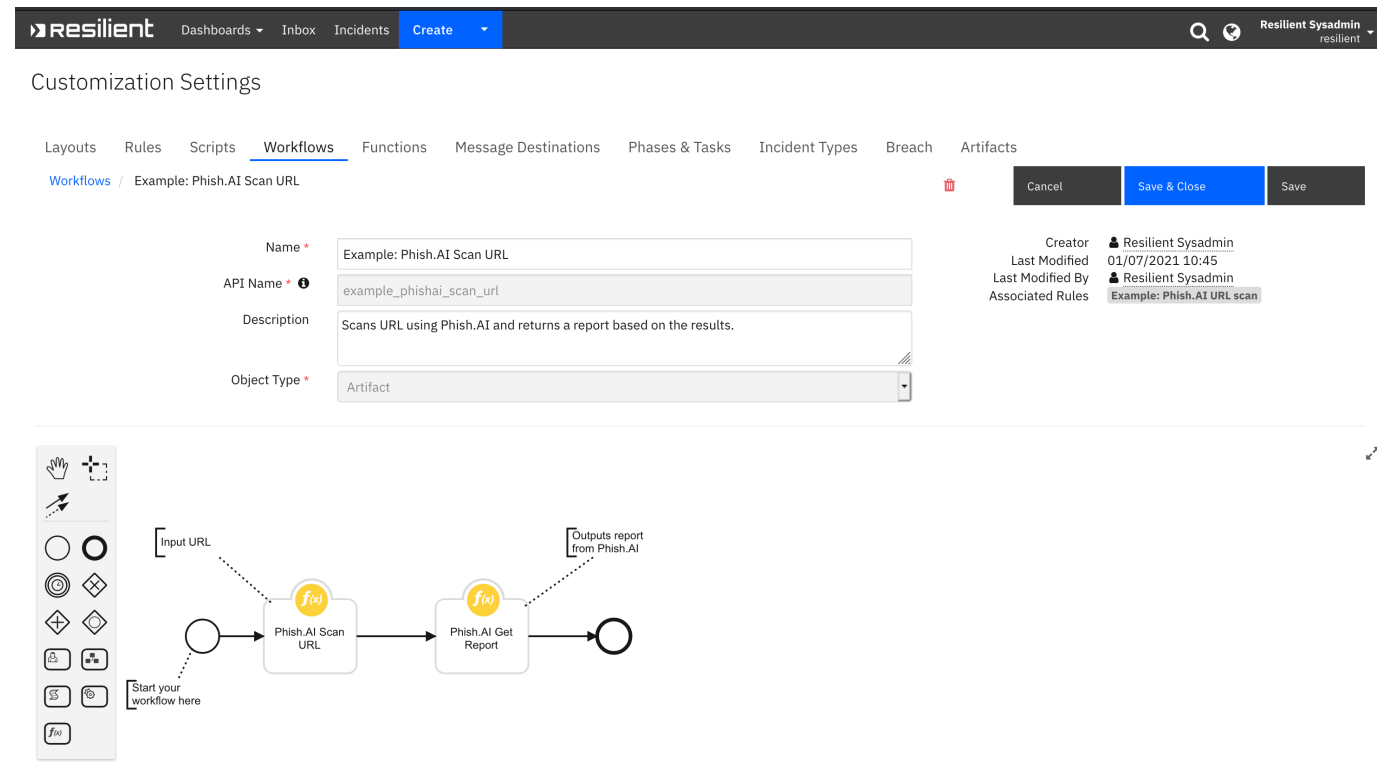 Resilient Dashboards Inbox Incidents Create Resilient Sysadmin
resilient
Customization Settings
Layouts Rules Scripts Workflows Functions Message Destinations Phases & Tasks Incident Types Breach Artifacts
Workflows / Example: Phish.AI Scan URL Cancel Save & Close Save
Name * Example: Phish.AI Scan URL
API Name * example_phishai_scan_url
Description Scans URL using Phish.AI and returns a report based on the results.
Object Type * Artifact
Creator Resilient Sysadmin
Last Modified 01/07/2021 10:45
Last Modified By Resilient Sysadmin
Associated Rules Example: Phish.AI URL scan
Input URL
Outputs report
from Phish.AI
f(x)
Phish.AI Scan
URL
f(x)
Phish.AI Get
Report
Start your
workflow here
f(x)